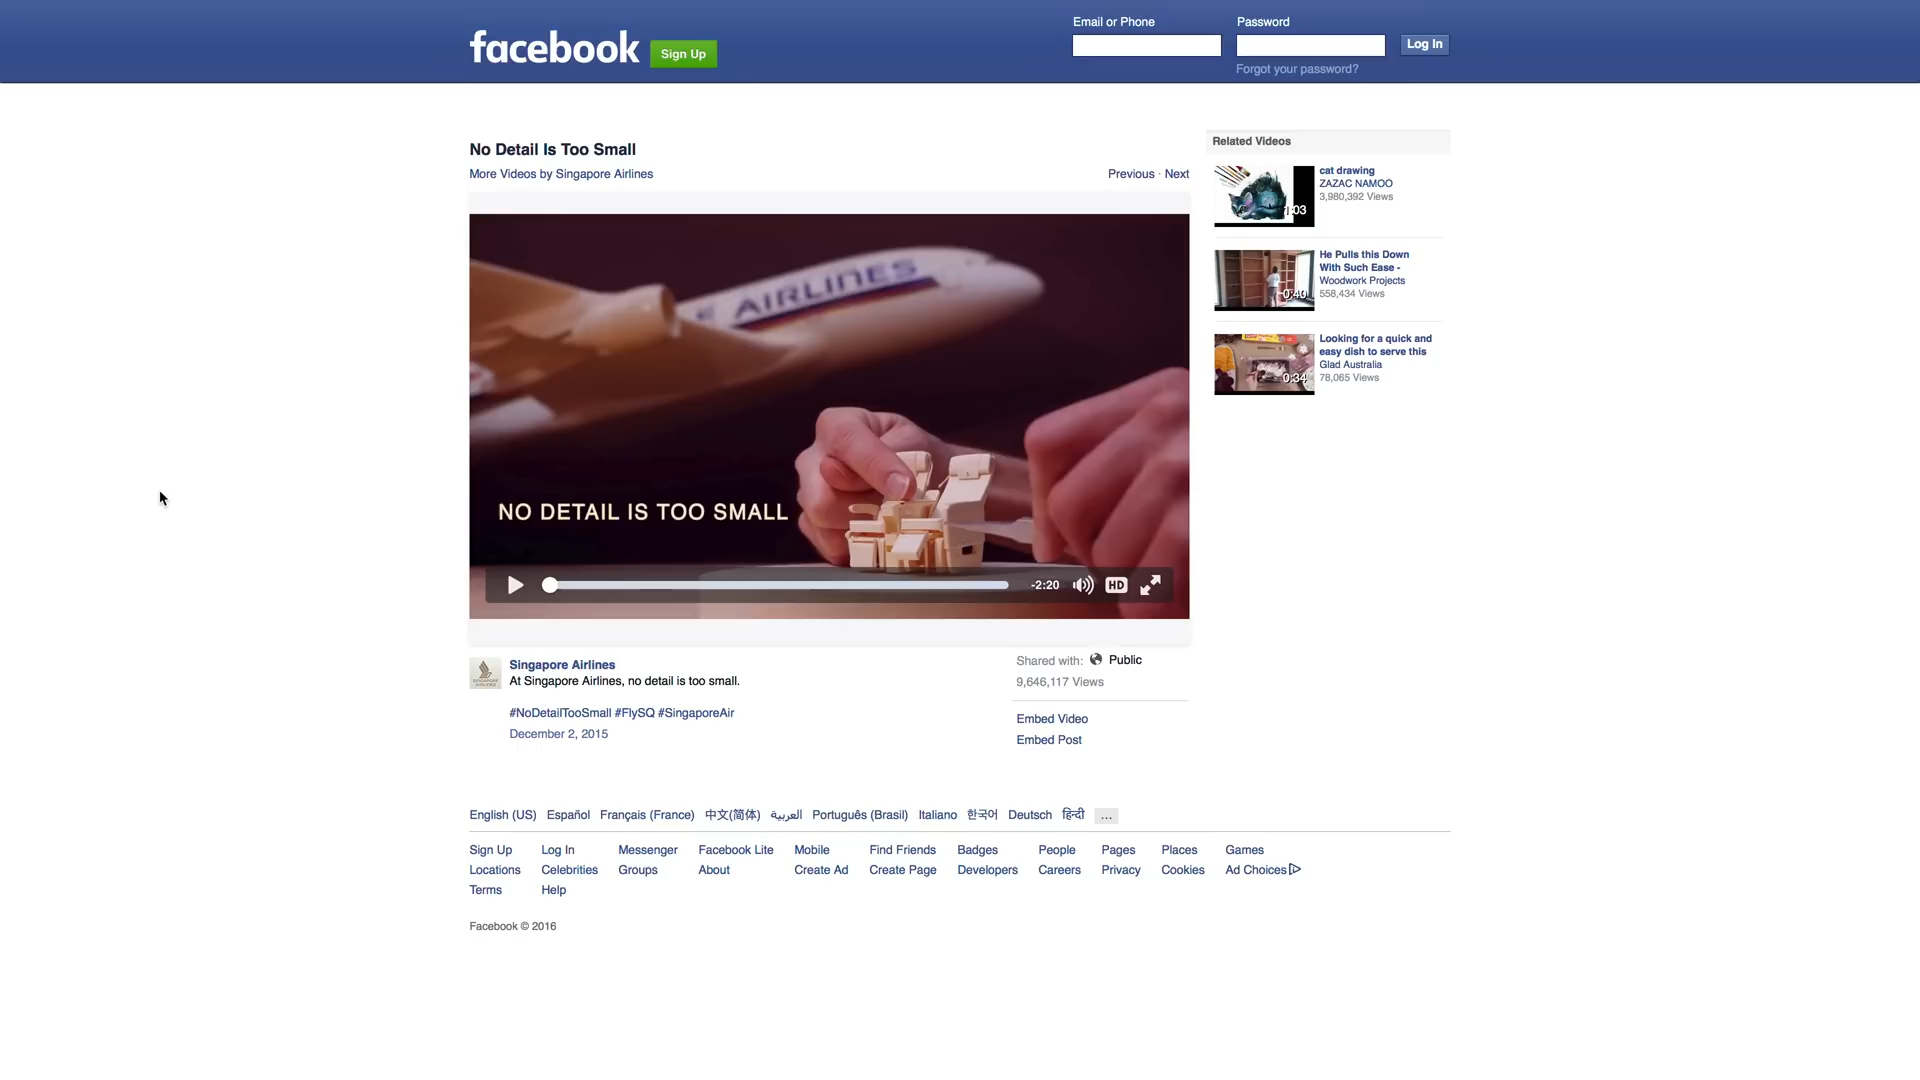 Email or Phone
Password
facebook
Sign Up
Log In
Forgot your password?
No Detail Is Too Small
More Videos by Singapore Airlines
Previous · Next
AIRLINES
NO DETAIL IS TOO SMALL
-2:20
HD
Singapore Airlines
At Singapore Airlines, no detail is too small.
#NoDetailTooSmall #FlySQ #SingaporeAir
December 2, 2015
Shared with: Public
9,646,117 Views
Embed Video
Embed Post
Related Videos
cat drawing
ZAZAC NAMOO
3,980,392 Views
1:03
He Pulls this Down
With Such Ease -
Woodwork Projects
558,434 Views
0:40
Looking for a quick and
easy dish to serve this
Glad Australia
78,065 Views
0:34
English (US) Español Français (France) 中文(简体) العربية Português (Brasil) Italiano 한국어 Deutsch हिन्दी ...
Sign Up Log In Messenger Facebook Lite Mobile Find Friends Badges People Pages Places Games
Locations Celebrities Groups About Create Ad Create Page Developers Careers Privacy Cookies Ad Choices
Terms Help
Facebook © 2016